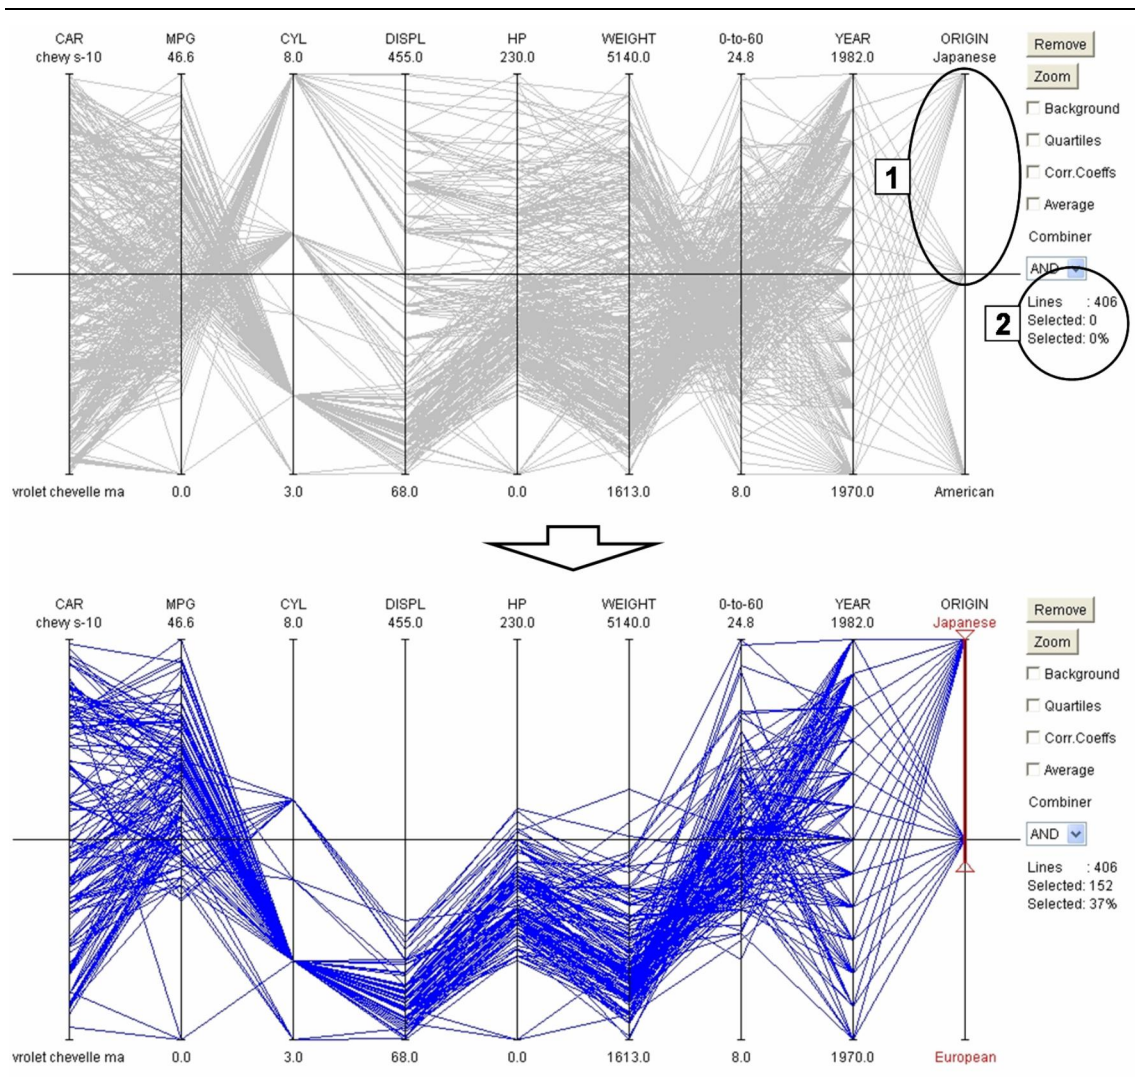 CAR MPG CYL DISPL HP WEIGHT 0-to-60 YEAR ORIGIN
chevy s-10 46.6 8.0 455.0 230.0 5140.0 24.8 1982.0 Japanese
Remove
Zoom
Background
Quartiles
1
Corr.Coeffs
Average
Combiner
AND
2
Lines : 406
Selected: 0
Selected: 0%
vrolet chevelle ma 0.0 3.0 68.0 0.0 1613.0 8.0 1970.0 American
CAR MPG CYL DISPL HP WEIGHT 0-to-60 YEAR ORIGIN
chevy s-10 46.6 8.0 455.0 230.0 5140.0 24.8 1982.0 Japanese
Remove
Zoom
Background
Quartiles
Corr.Coeffs
Average
Combiner
AND
Lines : 406
Selected: 152
Selected: 37%
vrolet chevelle ma 0.0 3.0 68.0 0.0 1613.0 8.0 1970.0 European